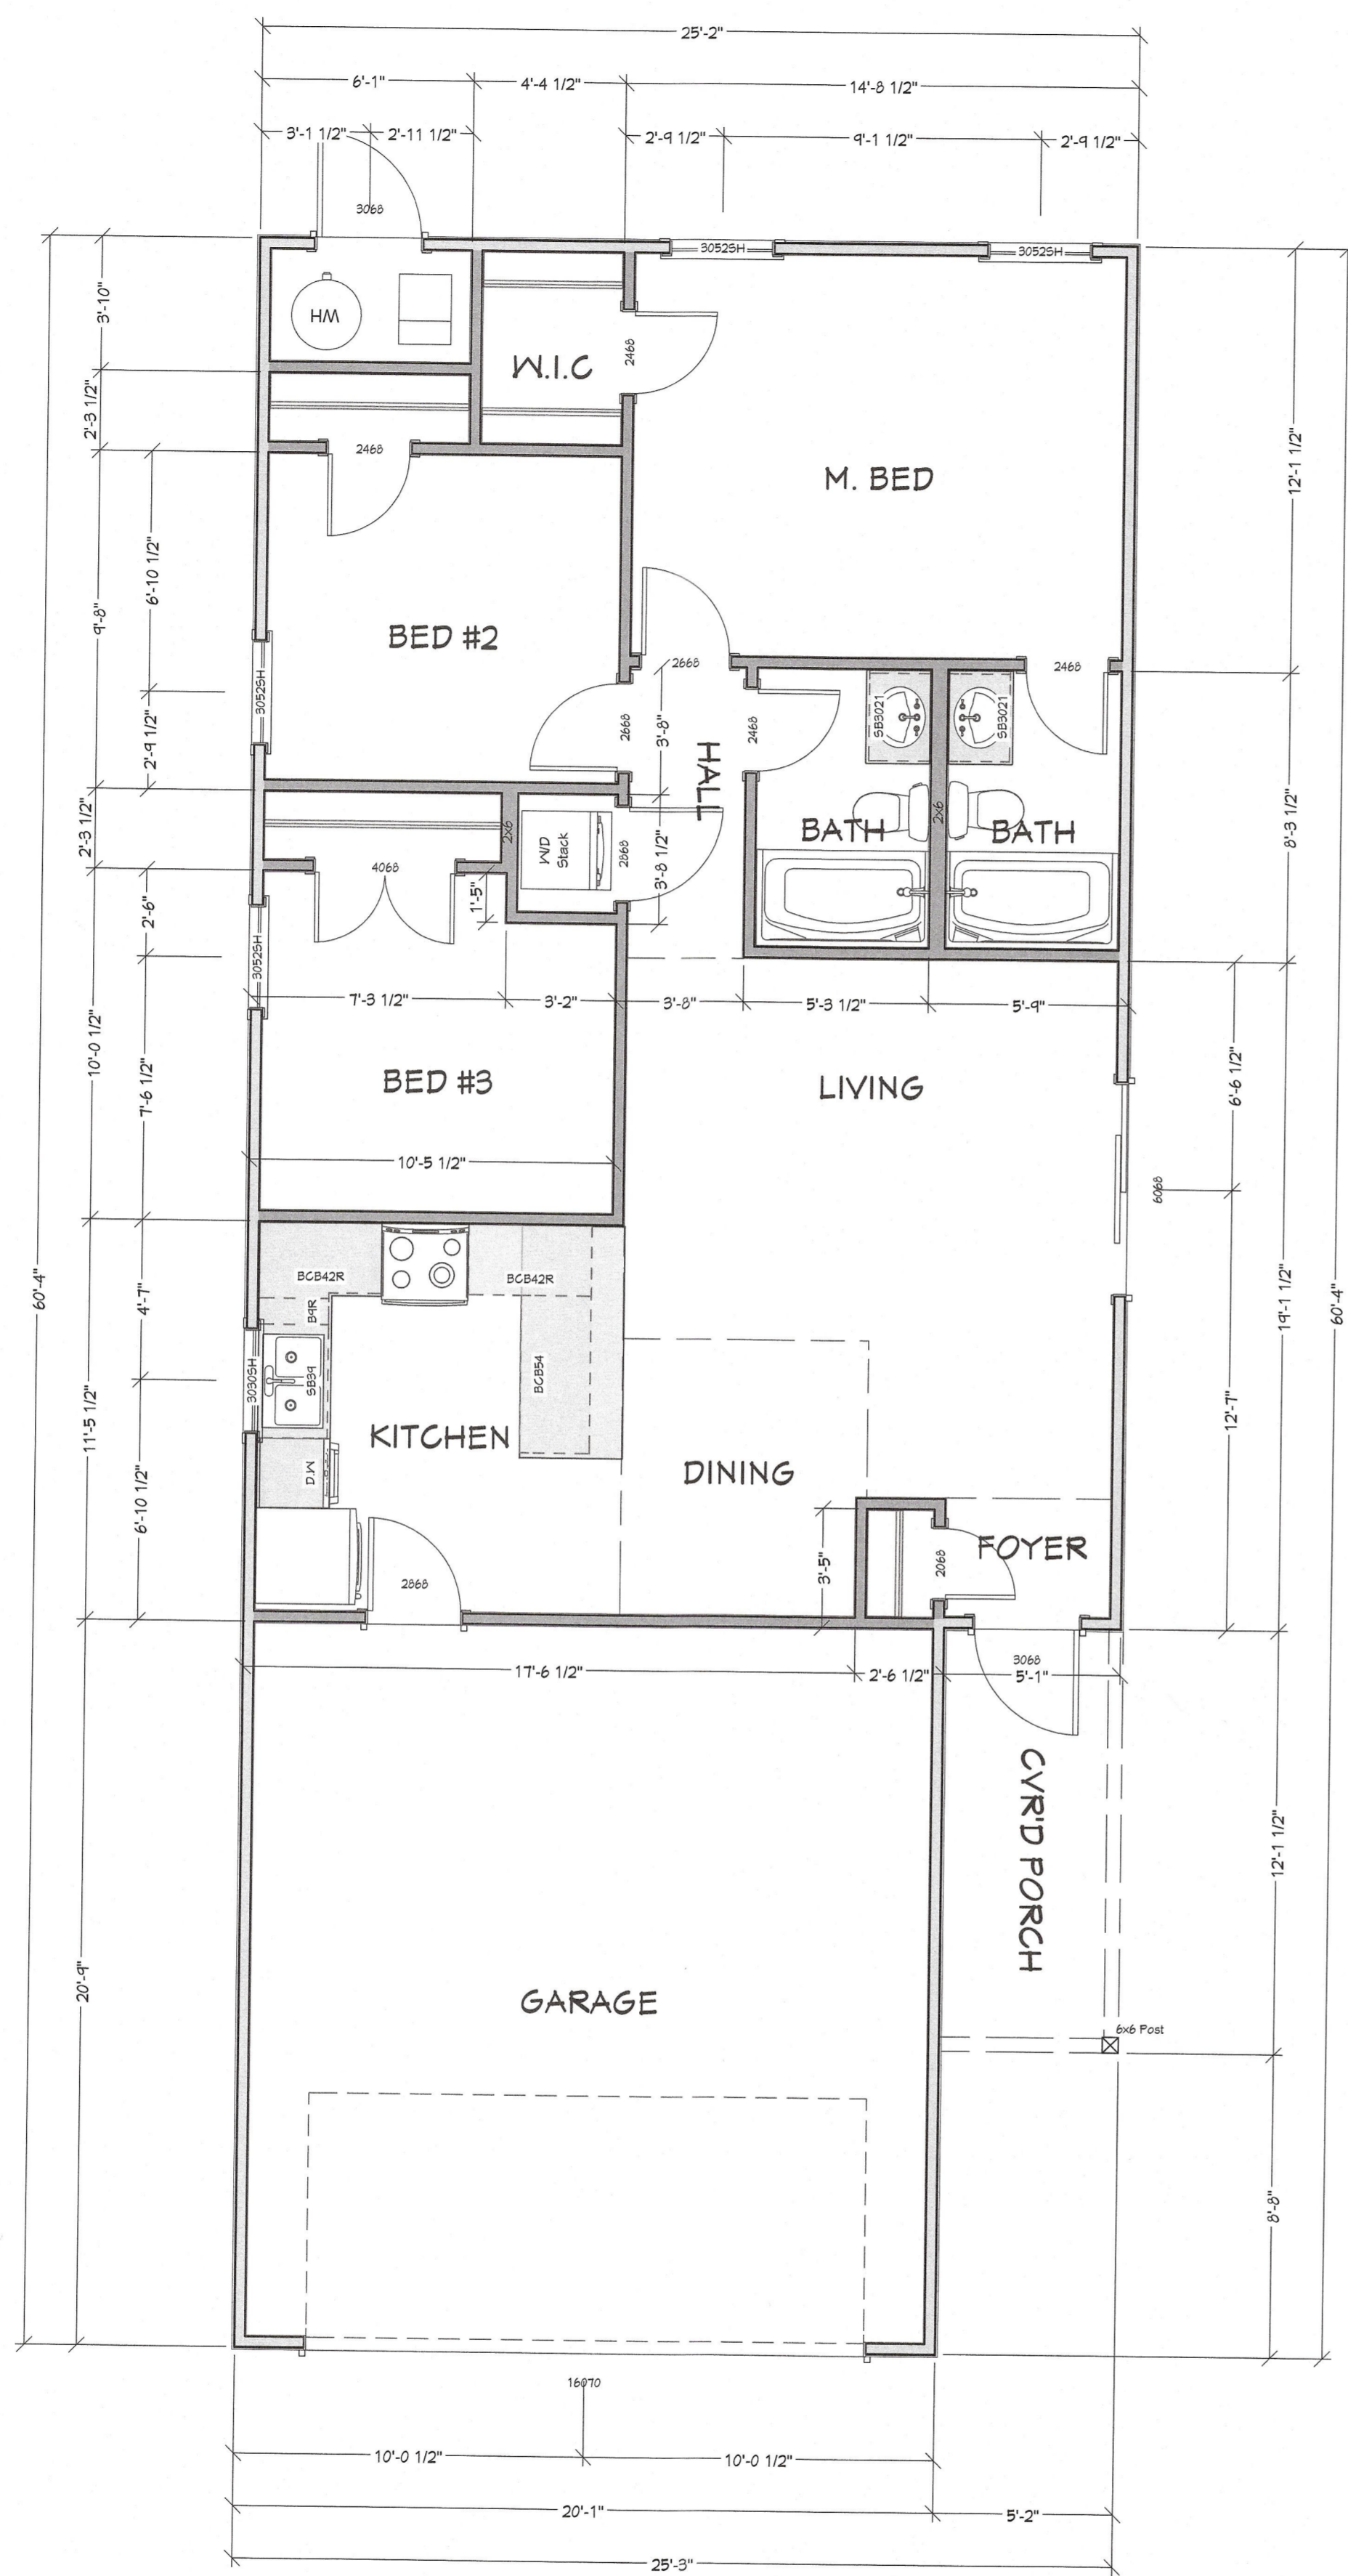 25'-2"
6'-1" 4'-4 1/2" 14'-8 1/2"
3'-1 1/2" 2'-11 1/2" 2'-9 1/2" 9'-1 1/2" 2'-9 1/2"
3068
3052SH 3052SH
3'-10"
WH
2468
W.I.C
2'-3 1/2"
2468
12'-1 1/2"
M. BED
6'-10 1/2"
9'-8"
BED #2
2668
2468
3052SH
2'-9 1/2"
2668
3'-8"
HALL
2468
SB3021
SB3021
2'-3 1/2"
2x6
W/D
Stack
2868
3'-8 1/2"
BATH
2x6
BATH
8'-3 1/2"
4068
1'-5"
2'-6"
3052SH
7'-3 1/2" 3'-2" 3'-8" 5'-3 1/2" 5'-9"
10'-0 1/2"
7'-6 1/2"
BED #3
LIVING
6'-6 1/2"
10'-5 1/2"
6068
60'-4"
4'-7"
BCB42R BCB42R
B9R
19'-1 1/2"
60'-4"
3030SH
SB39
BCB54
11'-5 1/2"
KITCHEN
12'-7"
D.W.
DINING
6'-10 1/2"
2868
3'-5"
2068
FOYER
17'-6 1/2" 2'-6 1/2" 5'-1"
3068
CVR'D PORCH
12'-1 1/2"
20'-9"
GARAGE
6x6 Post
8'-8"
16070
10'-0 1/2" 10'-0 1/2"
20'-1" 5'-2"
25'-3"